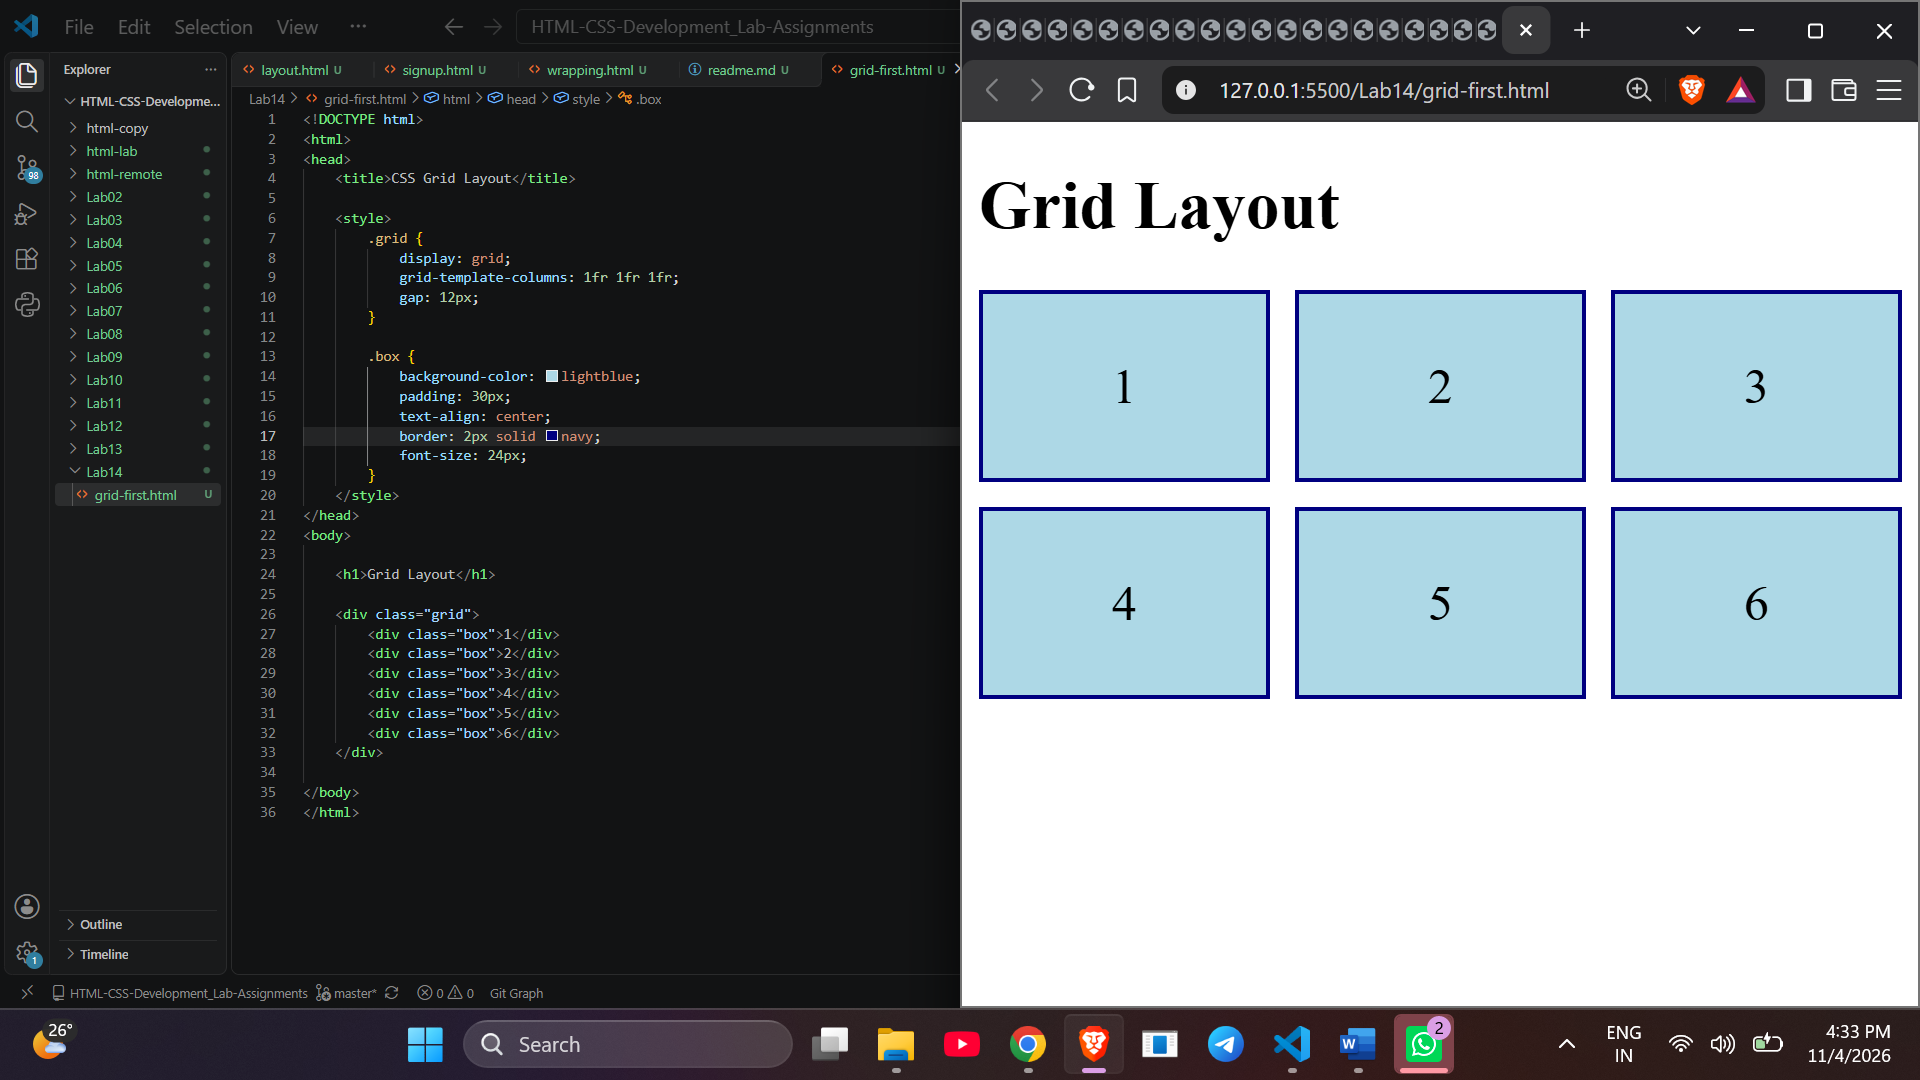 File Edit Selection View ··· HTML-CSS-Development_Lab-Assignments
Explorer ···
HTML-CSS-Developme...
html-copy
html-lab
html-remote
Lab02
Lab03
Lab04
Lab05
Lab06
Lab07
Lab08
Lab09
Lab10
Lab11
Lab12
Lab13
Lab14
grid-first.html U
Outline
Timeline
98
1
layout.html U signup.html U wrapping.html U readme.md U grid-first.html U
Lab14 > grid-first.html > html > head > style > .box
1 <!DOCTYPE html>
2 <html>
3 <head>
4 <title>CSS Grid Layout</title>
5
6 <style>
7 .grid {
8 display: grid;
9 grid-template-columns: 1fr 1fr 1fr;
10 gap: 12px;
11 }
12
13 .box {
14 background-color: lightblue;
15 padding: 30px;
16 text-align: center;
17 border: 2px solid navy;
18 font-size: 24px;
19 }
20 </style>
21 </head>
22 <body>
23
24 <h1>Grid Layout</h1>
25
26 <div class="grid">
27 <div class="box">1</div>
28 <div class="box">2</div>
29 <div class="box">3</div>
30 <div class="box">4</div>
31 <div class="box">5</div>
32 <div class="box">6</div>
33 </div>
34
35 </body>
36 </html>
HTML-CSS-Development_Lab-Assignments master* 0 0 Git Graph
127.0.0.1:5500/Lab14/grid-first.html
Grid Layout
1 2 3
4 5 6
26° Search 2 ENG 4:33 PM
IN 11/4/2026